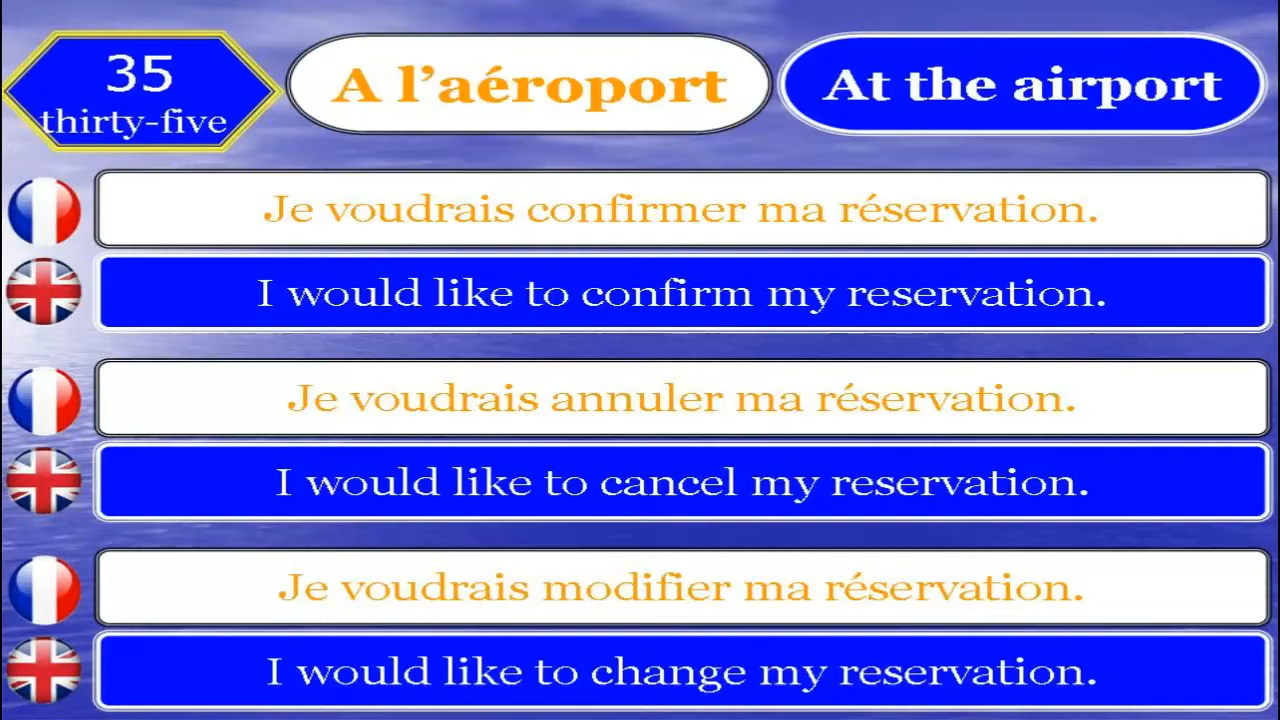 35
thirty-five
A l’aéroport
At the airport
Je voudrais confirmer ma réservation.
I would like to confirm my reservation.
Je voudrais annuler ma réservation.
I would like to cancel my reservation.
Je voudrais modifier ma réservation.
I would like to change my reservation.